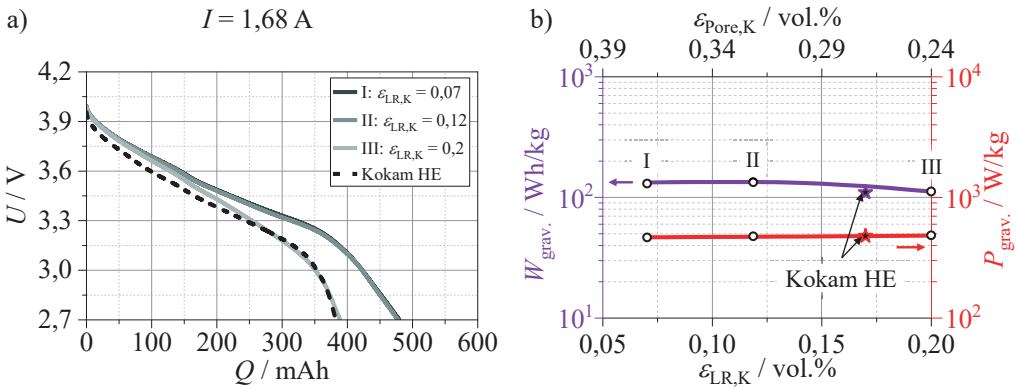 a)
I = 1,68 A
4,2
3,9
3,6
3,3
3,0
2,7
U / V
0 100 200 300 400 500 600
Q / mAh
I: εLR,K = 0,07
II: εLR,K = 0,12
III: εLR,K = 0,2
Kokam HE
b)
εPore,K / vol.%
0,39 0,34 0,29 0,24
10³
10²
10¹
Wgrav. / Wh/kg
10⁴
10³
10²
Pgrav. / W/kg
I II III
Kokam HE
0,05 0,10 0,15 0,20
εLR,K / vol.%